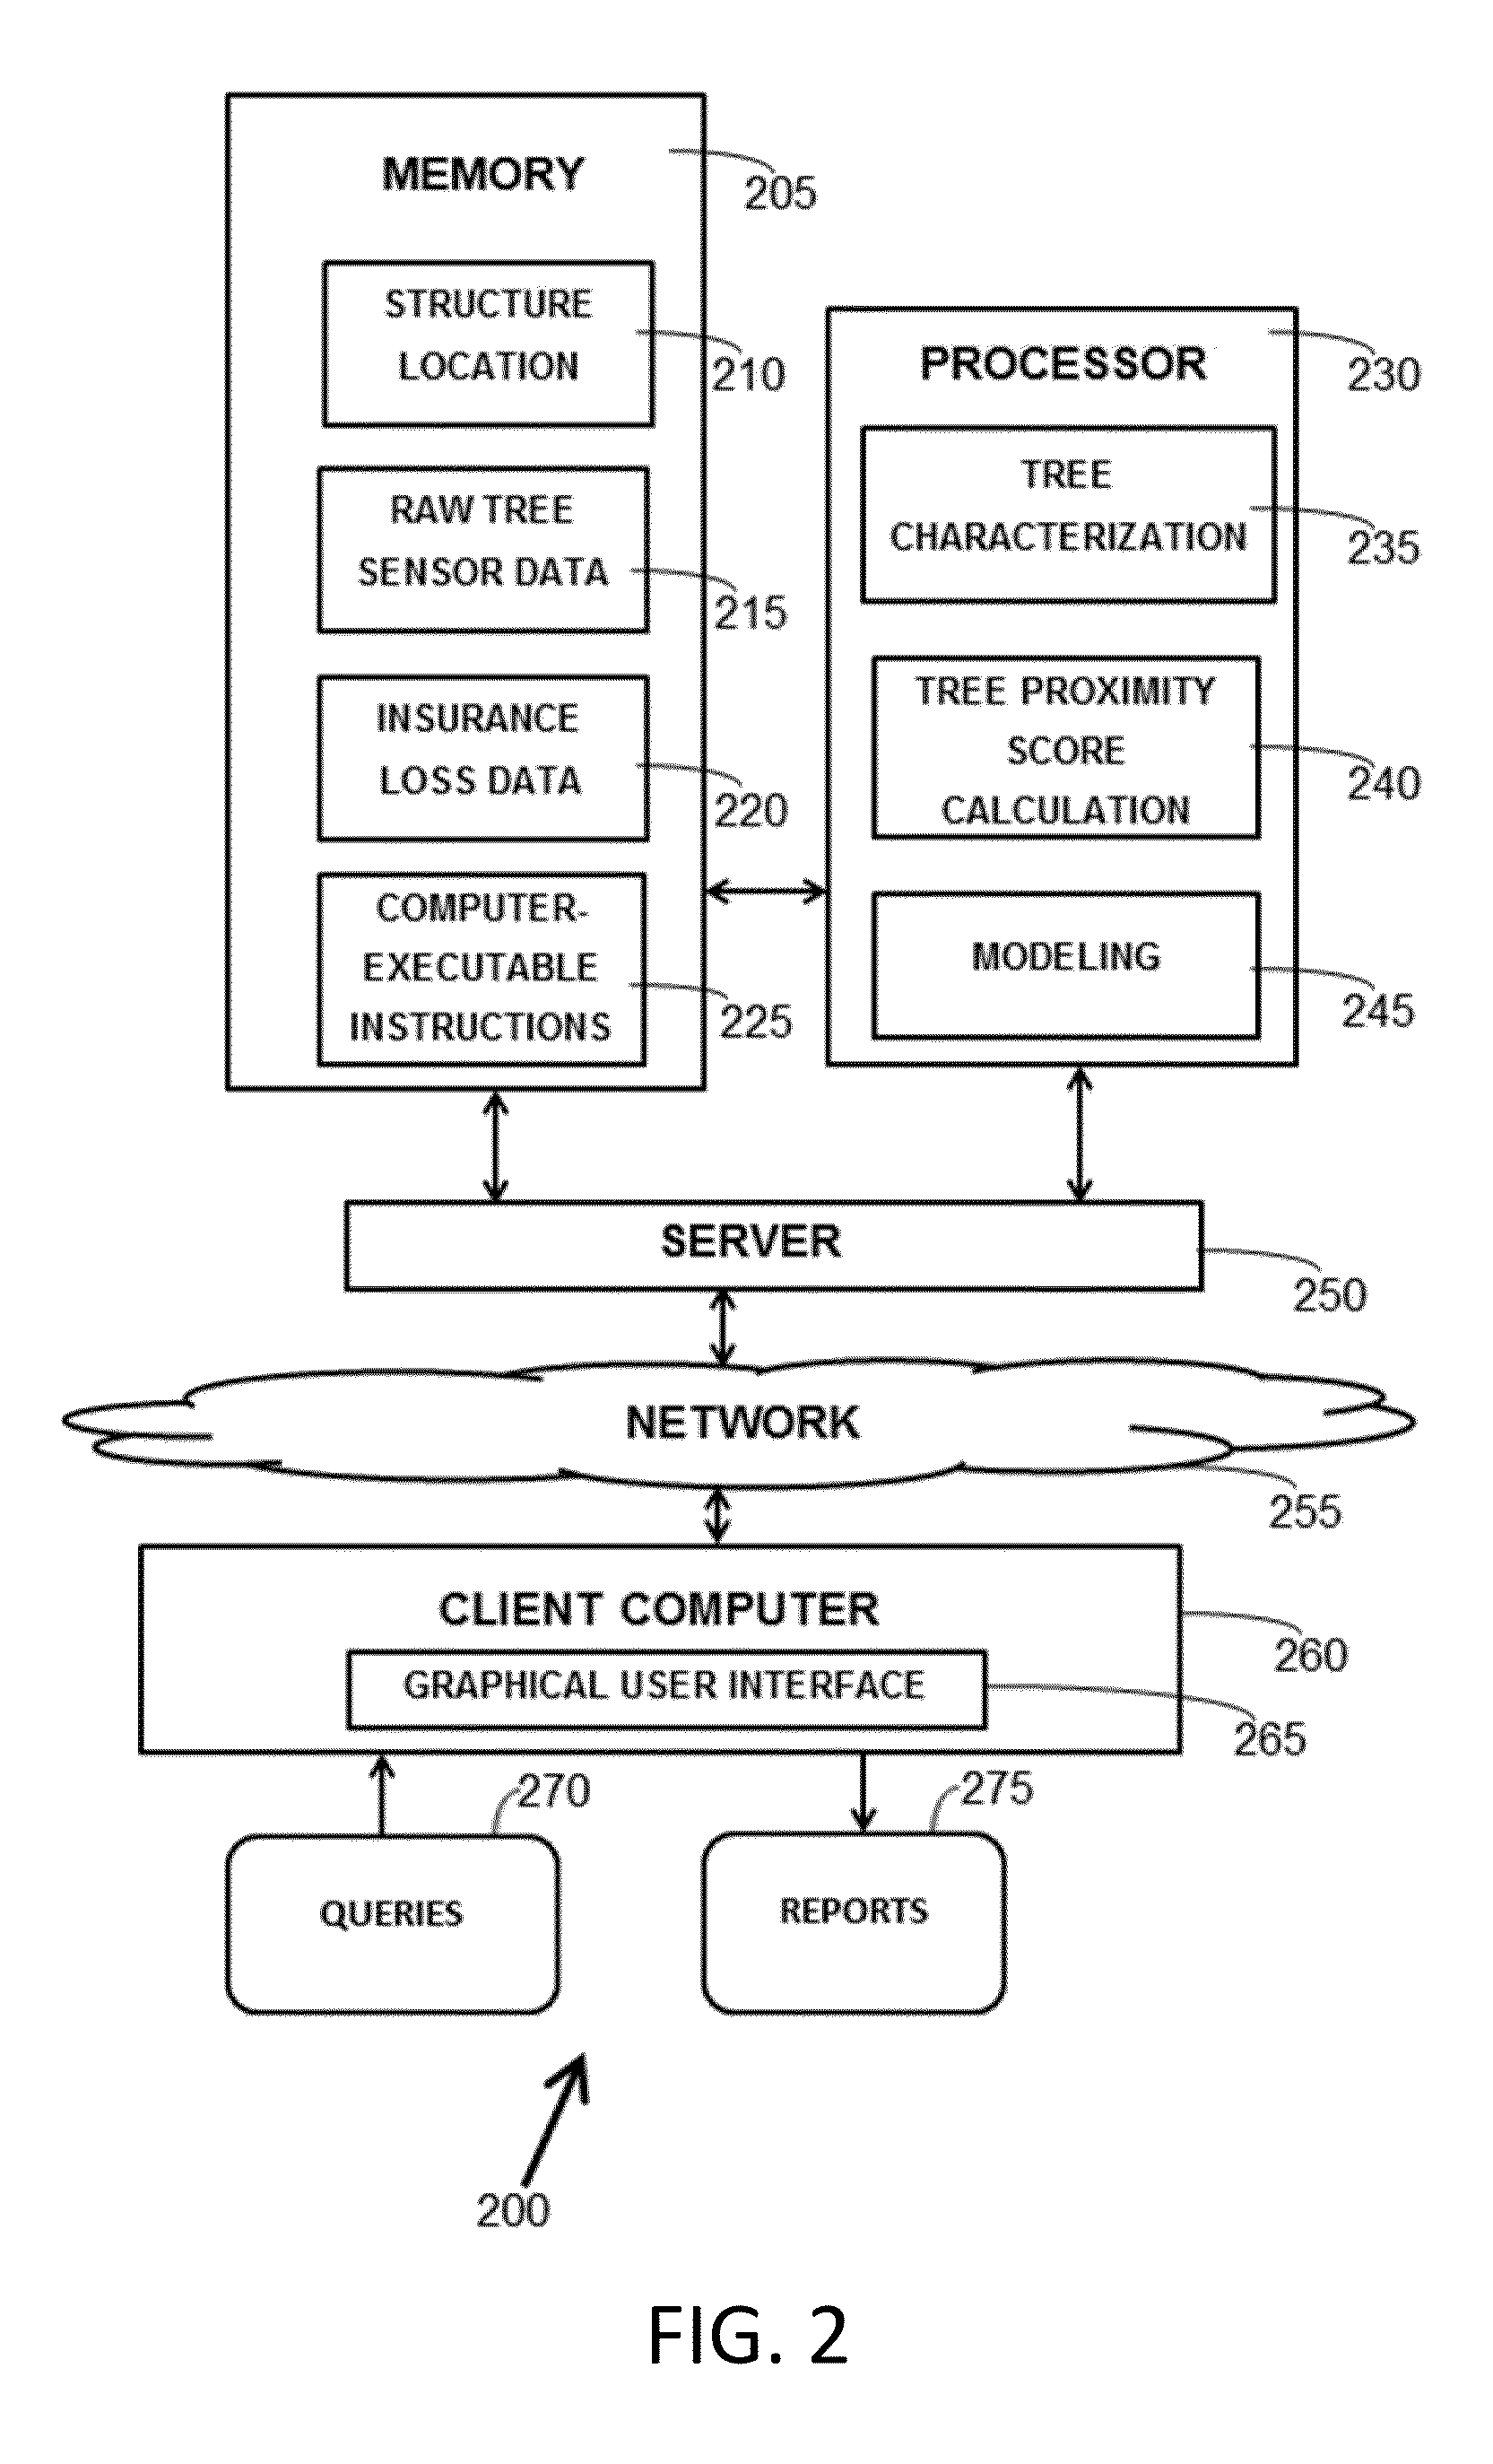 MEMORY
205
STRUCTURE
LOCATION
210
RAW TREE
SENSOR DATA
215
INSURANCE
LOSS DATA
220
COMPUTER-
EXECUTABLE
INSTRUCTIONS
225
PROCESSOR
230
TREE
CHARACTERIZATION
235
TREE PROXIMITY
SCORE
CALCULATION
240
MODELING
245
SERVER
250
NETWORK
255
CLIENT COMPUTER
260
GRAPHICAL USER INTERFACE
265
270
QUERIES
275
REPORTS
200
FIG. 2